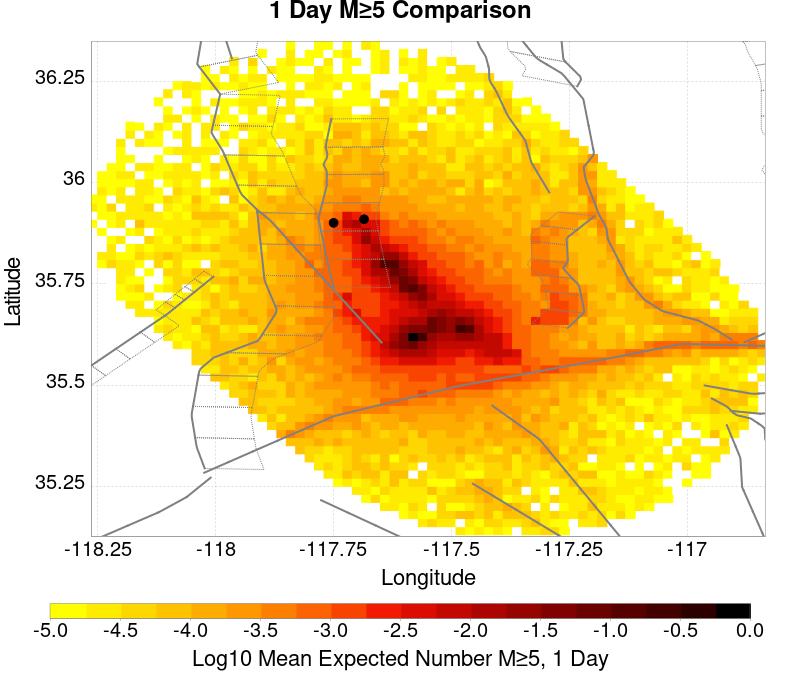 1 Day M≥5 Comparison
36.25
36
35.75
35.5
35.25
Latitude
-118.25 -118 -117.75 -117.5 -117.25 -117
Longitude
-5.0 -4.5 -4.0 -3.5 -3.0 -2.5 -2.0 -1.5 -1.0 -0.5 0.0
Log10 Mean Expected Number M≥5, 1 Day